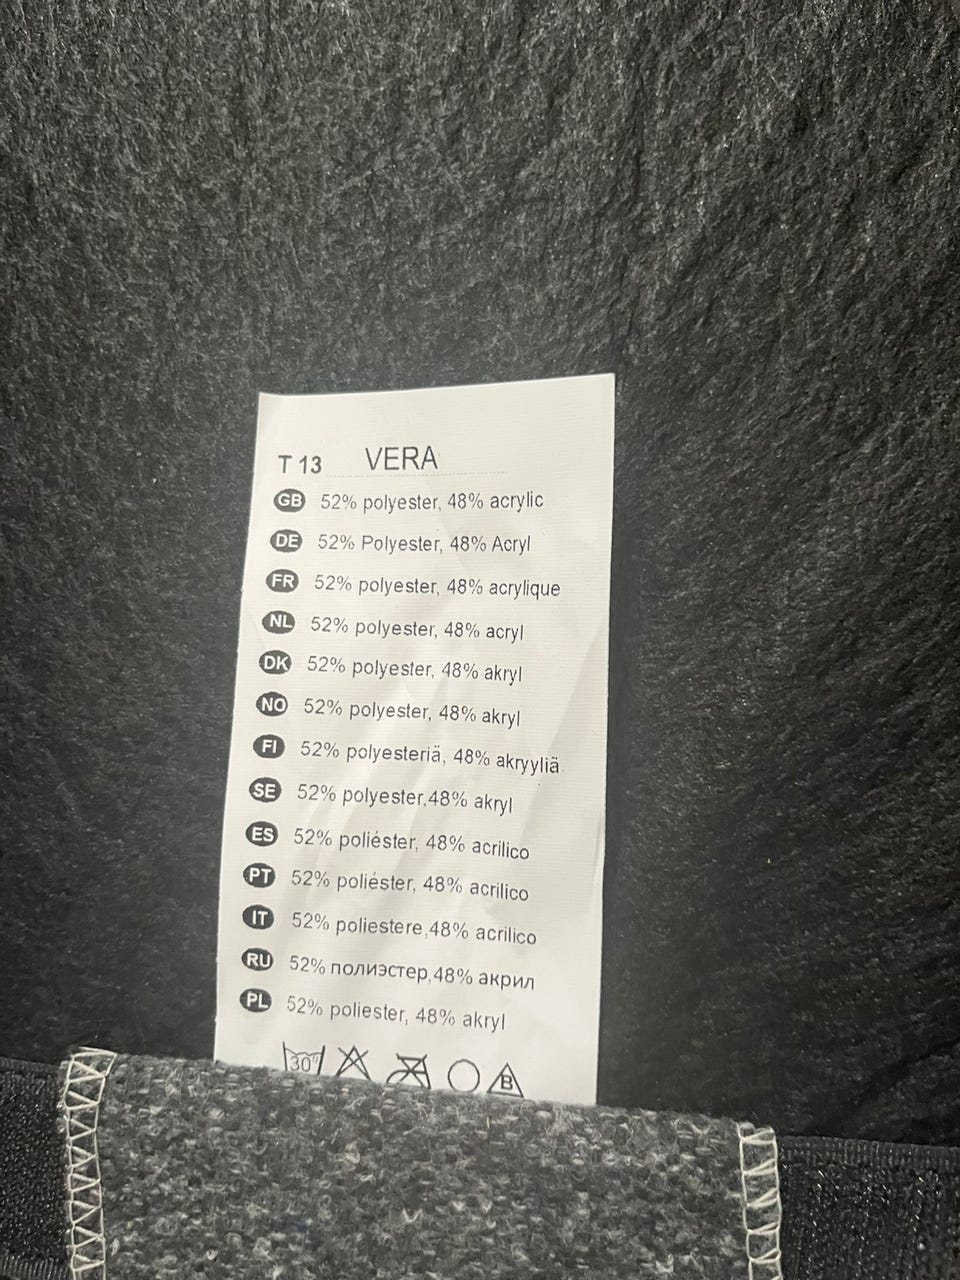 T 13 VERA
GB 52% polyester, 48% acrylic
DE 52% Polyester, 48% Acryl
FR 52% polyester, 48% acrylique
NL 52% polyester, 48% acryl
DK 52% polyester, 48% akryl
NO 52% polyester, 48% akryl
FI 52% polyesteriä, 48% akryyliä
SE 52% polyester,48% akryl
ES 52% poliéster, 48% acrilico
PT 52% poliéster, 48% acrilico
IT 52% poliestere,48% acrilico
RU 52% полиэстер,48% акрил
PL 52% poliester, 48% akryl
30° B